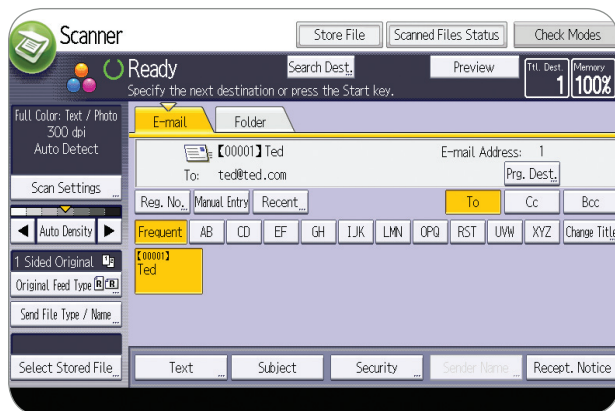 Scanner
Store File
Scanned Files Status
Check Modes
Ready
Search Dest.
Preview
Ttl. Dest.
1
Memory
100%
Specify the next destination or press the Start key.
Full Color: Text / Photo
300 dpi
Auto Detect
Scan Settings
Auto Density
1 Sided Original
Original Feed Type
Send File Type / Name
Select Stored File
E-mail
Folder
【00001】Ted
E-mail Address: 1
To: ted@ted.com
Prg. Dest.
Reg. No.
Manual Entry
Recent
To
Cc
Bcc
Frequent
AB
CD
EF
GH
IJK
LMN
OPQ
RST
UVW
XYZ
Change Title
【00001】
Ted
Text
Subject
Security
Sender Name
Recept. Notice